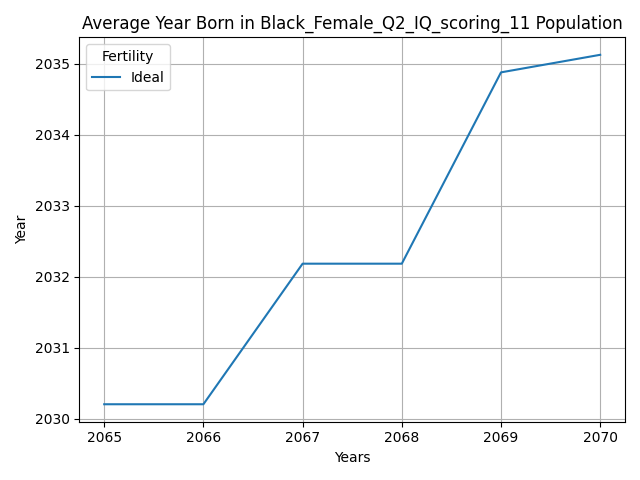 Average Year Born in Black_Female_Q2_IQ_scoring_11 Population
Fertility
Ideal
2035
2034
2033
2032
2031
2030
Year
2065 2066 2067 2068 2069 2070
Years